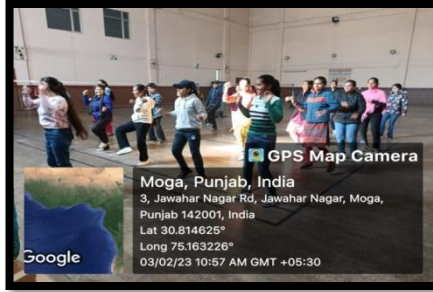 GPS Map Camera
Moga, Punjab, India
3, Jawahar Nagar Rd, Jawahar Nagar, Moga,
Punjab 142001, India
Lat 30.814625°
Long 75.163226°
03/02/23 10:57 AM GMT +05:30
Google